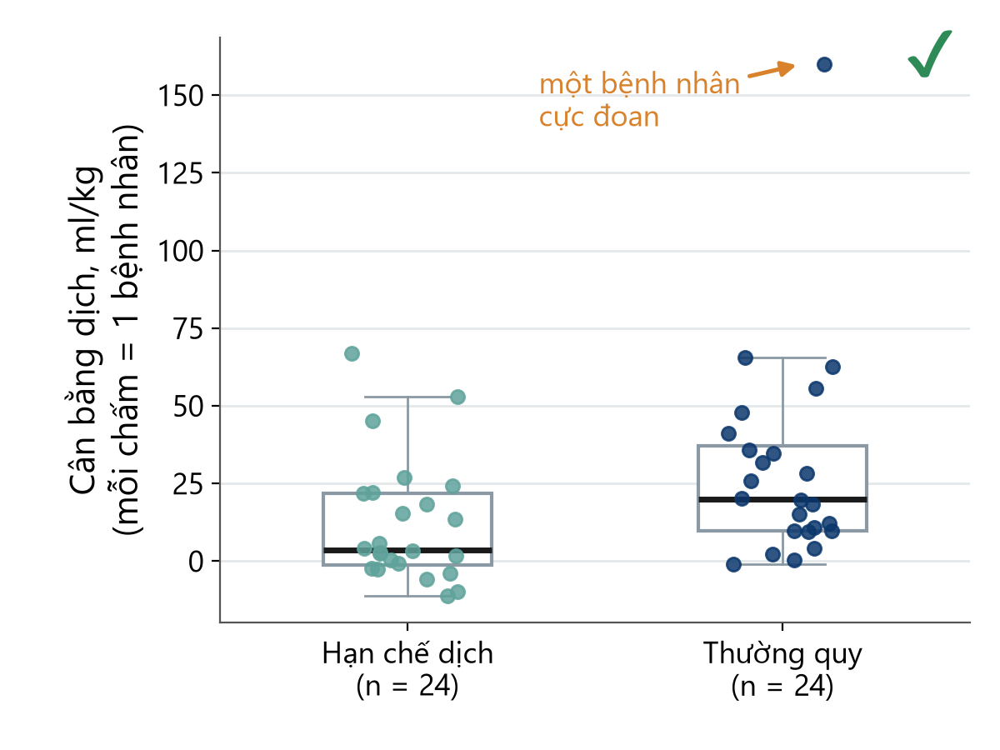 một bệnh nhân
cực đoan
Cân bằng dịch, ml/kg
(mỗi chấm = 1 bệnh nhân)
150
125
100
75
50
25
0
Hạn chế dịch
(n = 24)
Thường quy
(n = 24)